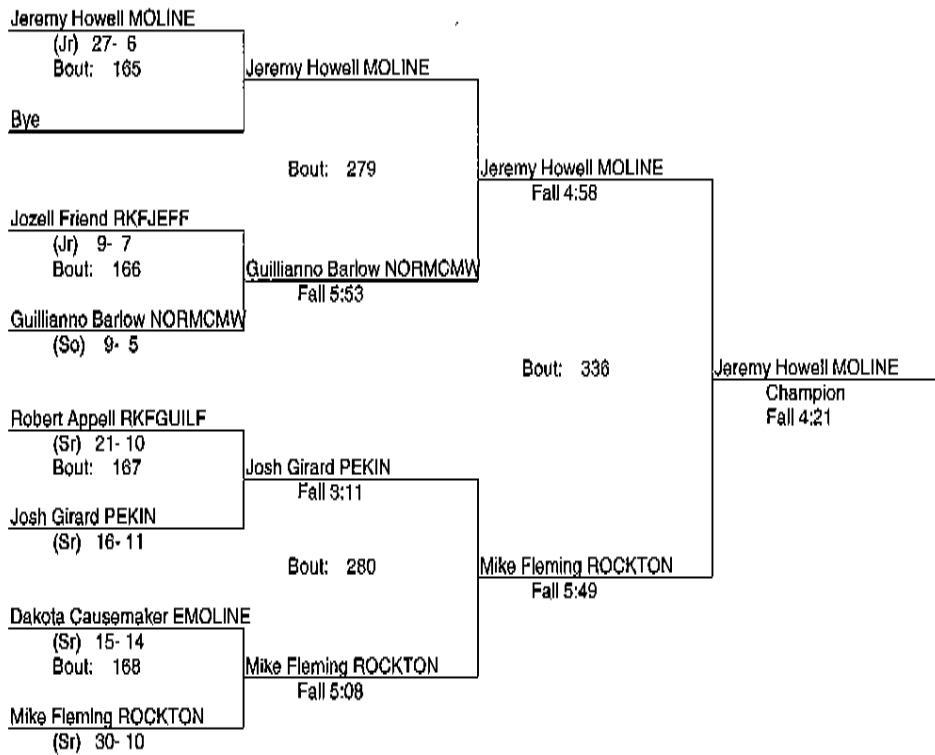 Jeremy Howell MOLINE
(Jr) 27- 6
Bout: 165
Bye
Jozell Friend RKFJEFF
(Jr) 9- 7
Bout: 166
Guillianno Barlow NORMCMW
(So) 9- 5
Robert Appell RKFGUILF
(Sr) 21- 10
Bout: 167
Josh Girard PEKIN
(Sr) 16- 11
Dakota Causemaker EMOLINE
(Sr) 15- 14
Bout: 168
Mike Fleming ROCKTON
(Sr) 30- 10
Jeremy Howell MOLINE
Bout: 279
Guillianno Barlow NORMCMW
Fall 5:53
Josh Girard PEKIN
Fall 3:11
Bout: 280
Mike Fleming ROCKTON
Fall 5:08
Jeremy Howell MOLINE
Fall 4:58
Bout: 336
Mike Fleming ROCKTON
Fall 5:49
Jeremy Howell MOLINE
Champion
Fall 4:21